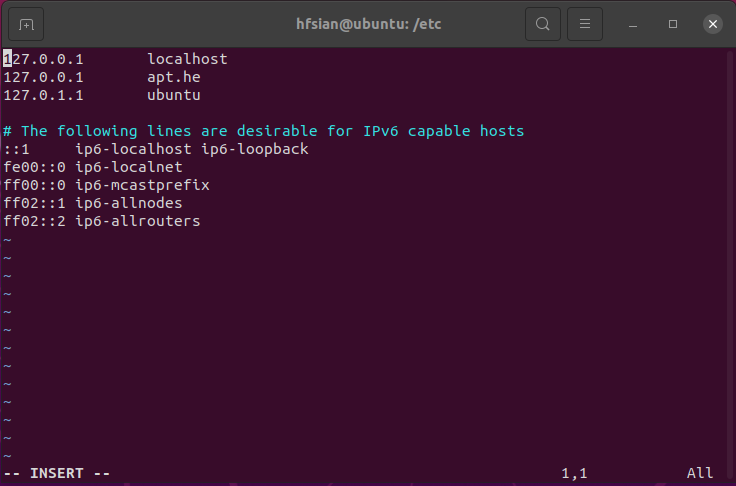 hfsian@ubuntu: /etc
127.0.0.1       localhost
127.0.0.1       apt.he
127.0.1.1       ubuntu
# The following lines are desirable for IPv6 capable hosts
::1     ip6-localhost ip6-loopback
fe00::0 ip6-localnet
ff00::0 ip6-mcastprefix
ff02::1 ip6-allnodes
ff02::2 ip6-allrouters
~
~
~
~
~
~
~
~
~
~
~
~
~
-- INSERT --                                                  1,1           All